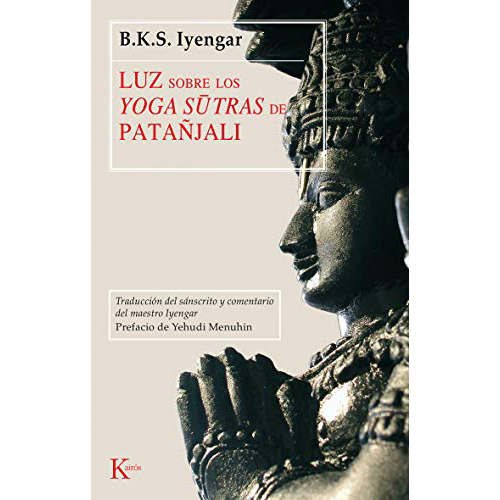 B.K.S. Iyengar
LUZ SOBRE LOS
YOGA SŪTRAS DE
PATAÑJALI
Traducción del sánscrito y comentario
del maestro Iyengar
Prefacio de Yehudi Menuhin
Kairós